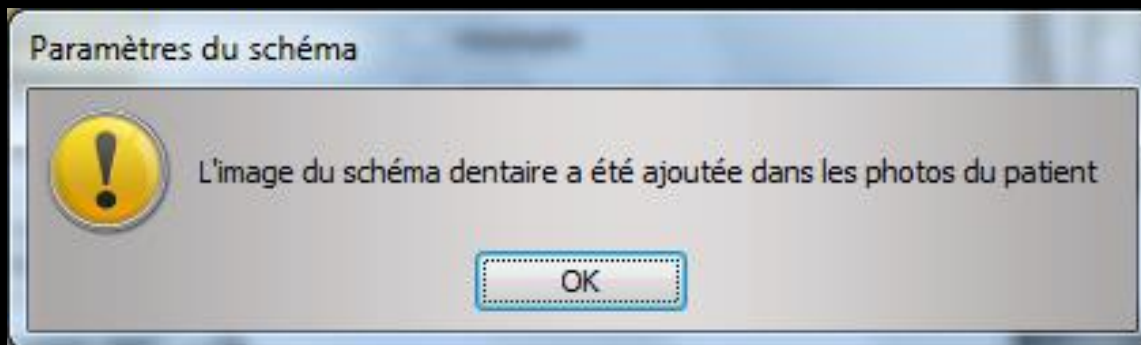 Paramètres du schéma
L'image du schéma dentaire a été ajoutée dans les photos du patient
OK